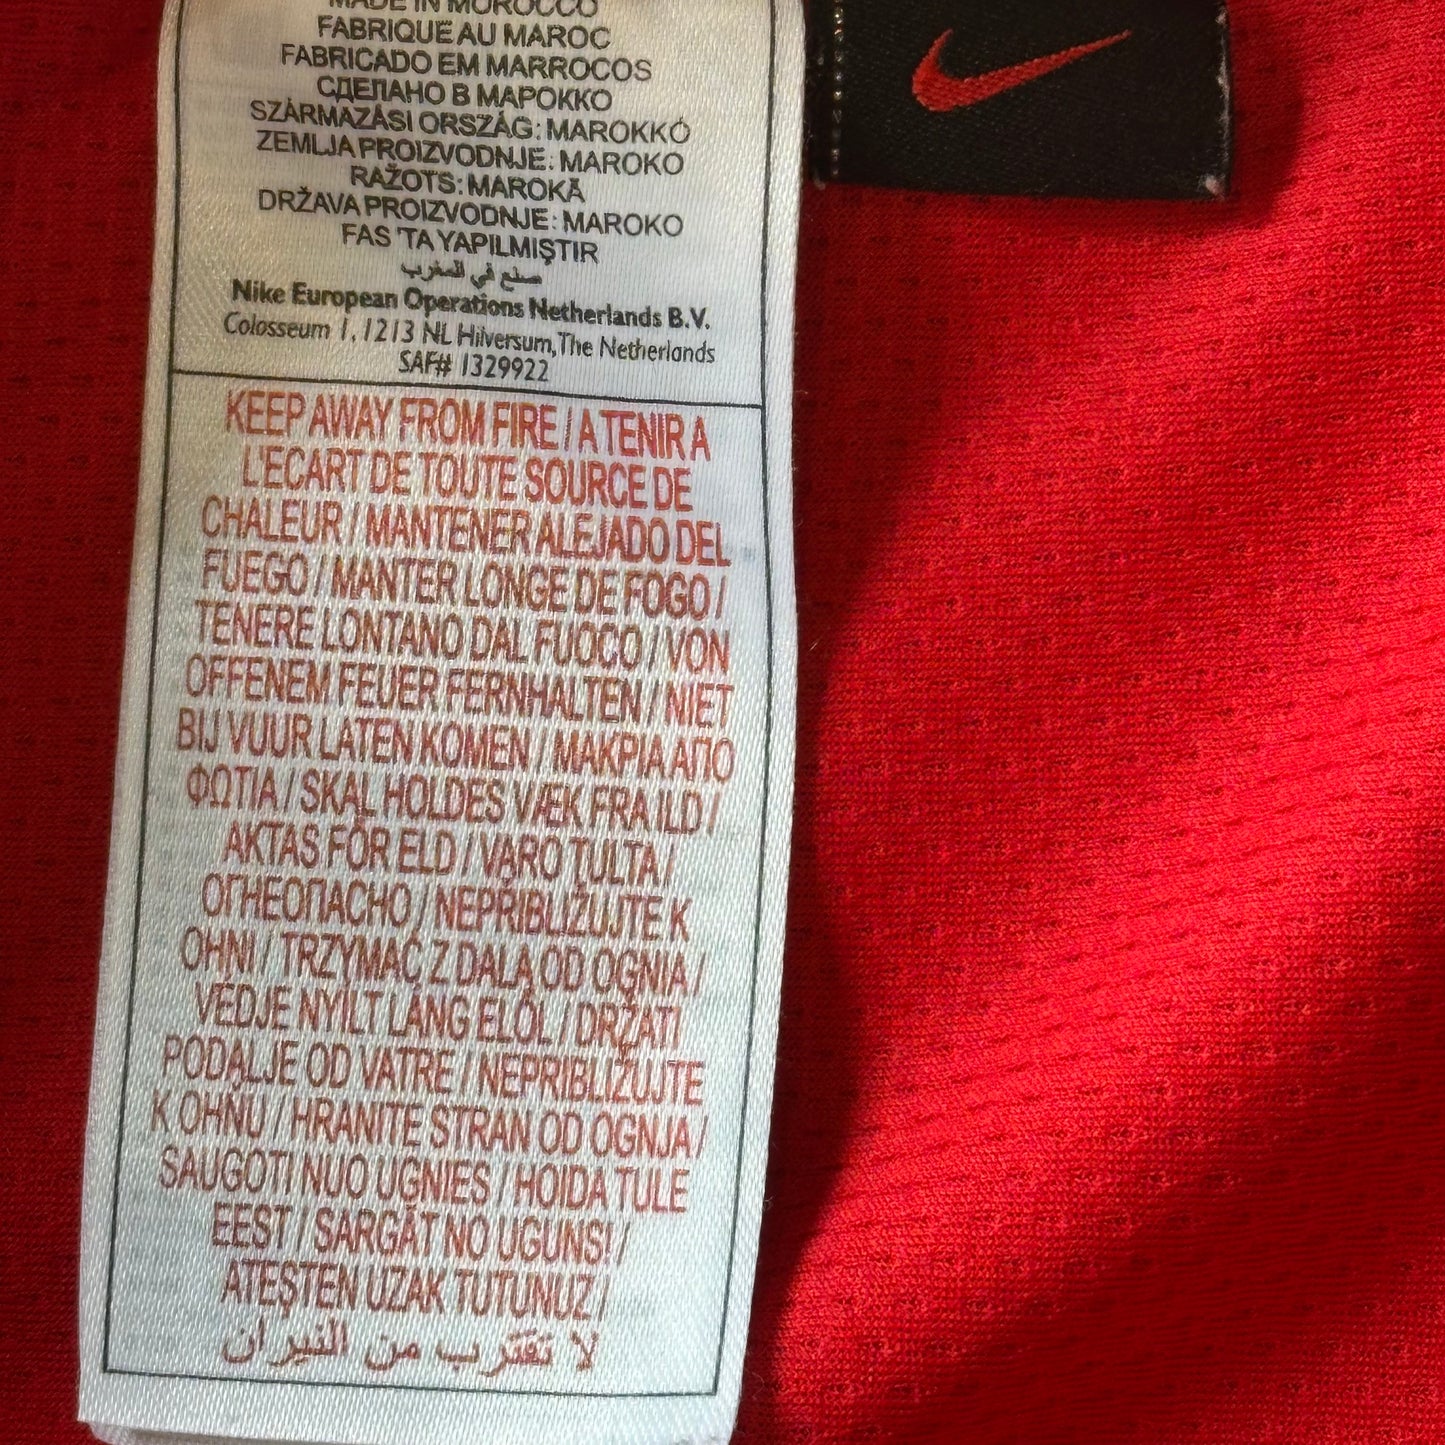 MADE IN MOROCCO
FABRIQUE AU MAROC
FABRICADO EM MARROCOS
СДЕЛАНО В МАРОККО
SZÁRMAZÁSI ORSZÁG: MAROKKÓ
ZEMLJA PROIZVODNJE: MAROKO
RAŽOTS: MAROKĀ
DRŽAVA PROIZVODNJE: MAROKO
FAS 'TA YAPILMIŞTIR
صنع في المغرب
Nike European Operations Netherlands B.V.
Colosseum 1, 1213 NL Hilversum, The Netherlands
SAF# 1329922
KEEP AWAY FROM FIRE / A TENIR A
L'ECART DE TOUTE SOURCE DE
CHALEUR / MANTENER ALEJADO DEL
FUEGO / MANTER LONGE DE FOGO /
TENERE LONTANO DAL FUOCO / VON
OFFENEM FEUER FERNHALTEN / NIET
BIJ VUUR LATEN KOMEN / ΜΑΚΡΙΑ ΑΠΟ
ΦΩΤΙΑ / SKAL HOLDES VÆK FRA ILD /
AKTAS FÖR ELD / VARO TULTA /
ОГНЕОПАСНО / NEPŘIBLIŽUJTE K
OHNI / TRZYMAĆ Z DALA OD OGNIA /
VEDJE NYÍLT LÁNG ELŐL / DRŽATI
PODALJE OD VATRE / NEPRIBLIŽUJTE
K OHŇU / HRANITE STRAN OD OGNJA /
SAUGOTI NUO UGNIES / HOIDA TULE
EEST / SARGĀT NO UGUNS! /
ATEŞTEN UZAK TUTUNUZ /
لا تقترب من النيران